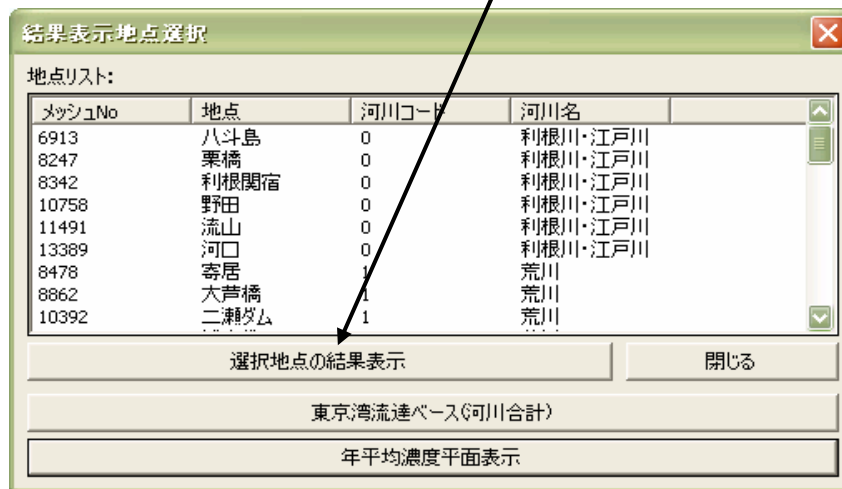 結果表示地点選択
地点リスト:
メッシュNo 地点 河川コード 河川名
6913 八斗島 0 利根川・江戸川
8247 栗橋 0 利根川・江戸川
8342 利根関宿 0 利根川・江戸川
10758 野田 0 利根川・江戸川
11491 流山 0 利根川・江戸川
13389 河口 0 利根川・江戸川
8478 寄居 1 荒川
8862 大芦橋 1 荒川
10392 二瀬ダム 1 荒川
選択地点の結果表示 閉じる
東京湾流達ベース(河川合計)
年平均濃度平面表示